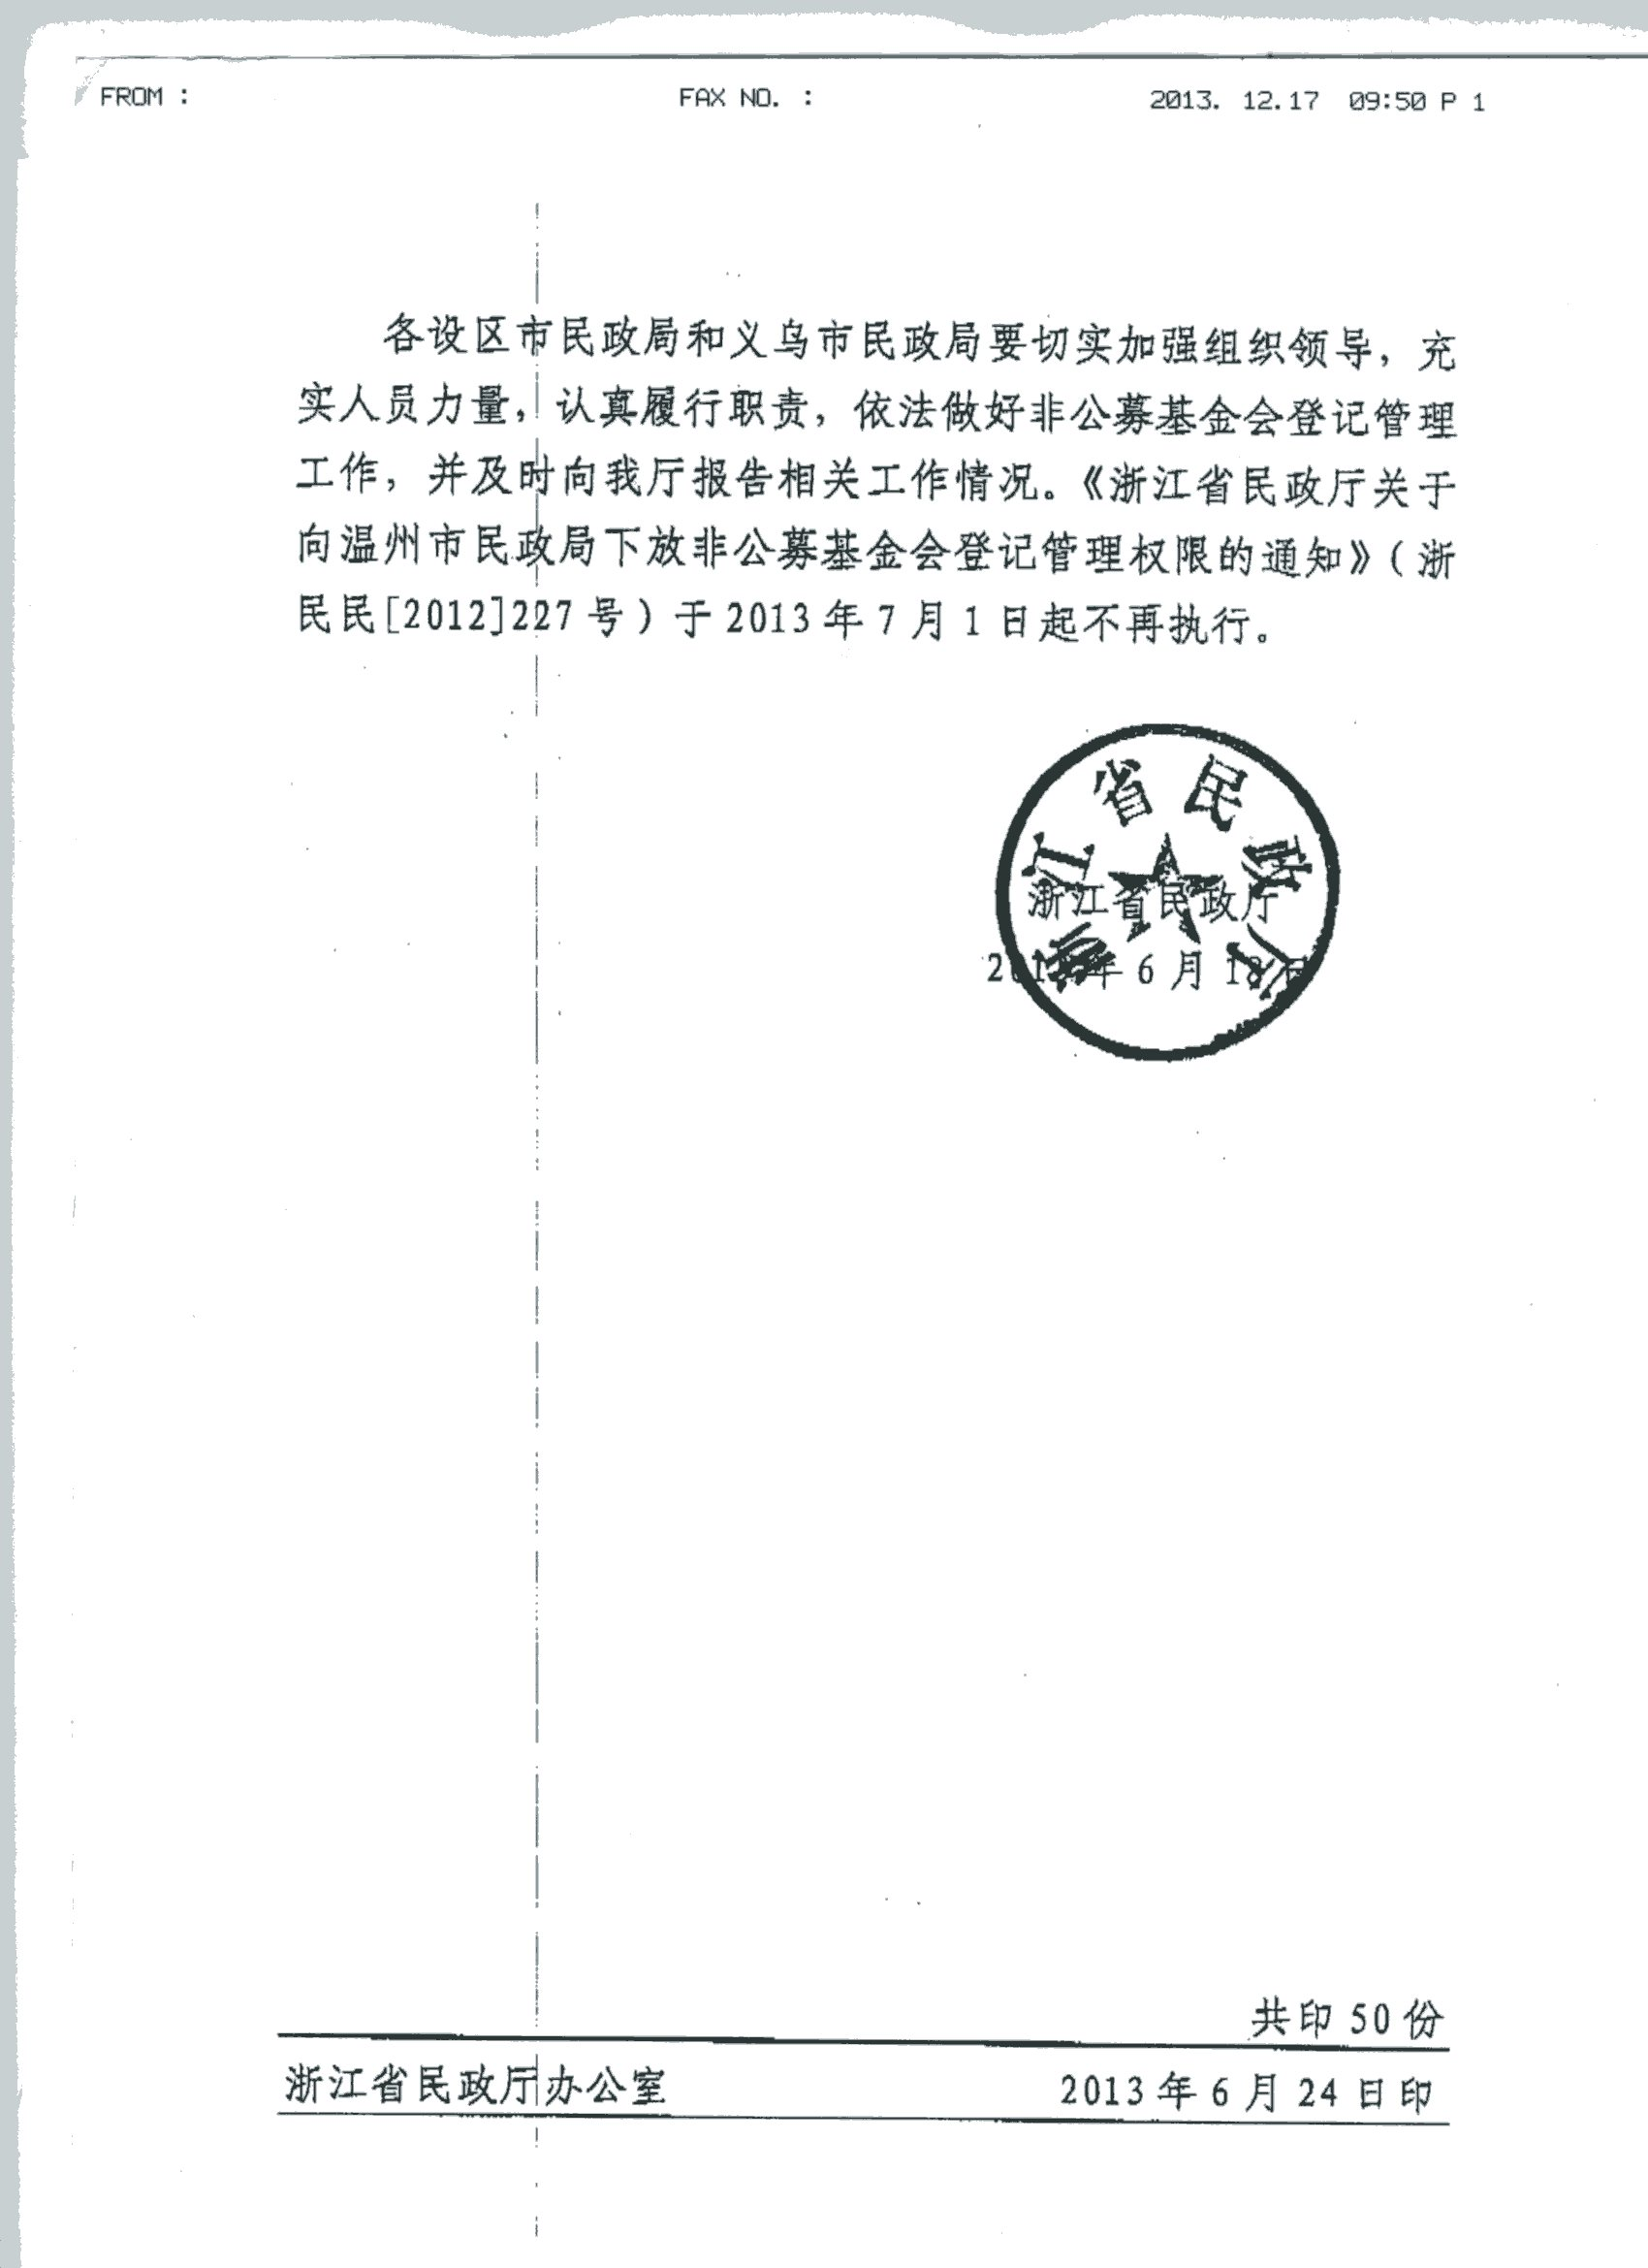 FROM :
FAX NO. :
2013. 12.17 09:50 P 1
各设区市民政局和义乌市民政局要切实加强组织领导，充
实人员力量，认真履行职责，依法做好非公募基金会登记管理
工作，并及时向我厅报告相关工作情况。《浙江省民政厅关于
向温州市民政局下放非公募基金会登记管理权限的通知》（浙
民民[2012]227号）于2013年7月1日起不再执行。
浙江省民政厅
浙江省民政厅
年6月18日
共印50份
浙江省民政厅办公室
2013年6月24日印